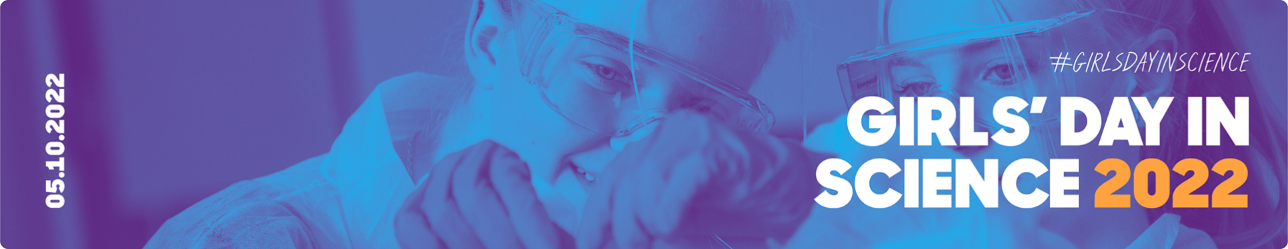 05.10.2022
#GIRLSDAYINSCIENCE
GIRLS' DAY IN
SCIENCE 2022